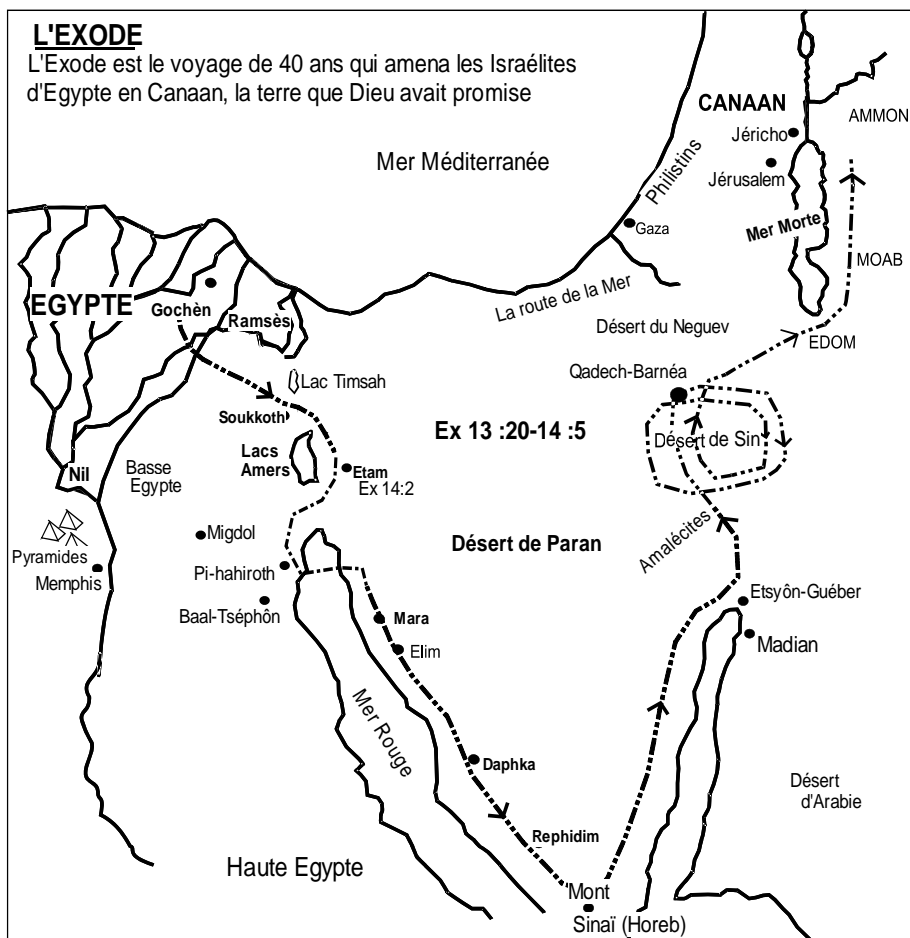 L'EXODE
L'Exode est le voyage de 40 ans qui amena les Israélites
d'Egypte en Canaan, la terre que Dieu avait promise
CANAAN
AMMON
Jéricho
Mer Méditerranée
Philistins
Jérusalem
Mer Morte
Gaza
MOAB
EGYPTE
Gochèn
Ramsès
La route de la Mer
Désert du Neguev
EDOM
Lac Timsah
Qadech-Barnéa
Soukkoth
Ex 13 :20-14 :5
Désert de Sin
Lacs
Amers
Nil
Basse
Egypte
Etam
Ex 14:2
Amalécites
Migdol
Désert de Paran
Pyramides
Memphis
Pi-hahiroth
Etsyôn-Guéber
Baal-Tséphôn
Mara
Madian
Elim
Mer Rouge
Daphka
Désert
d'Arabie
Rephidim
Haute Egypte
Mont
Sinaï (Horeb)